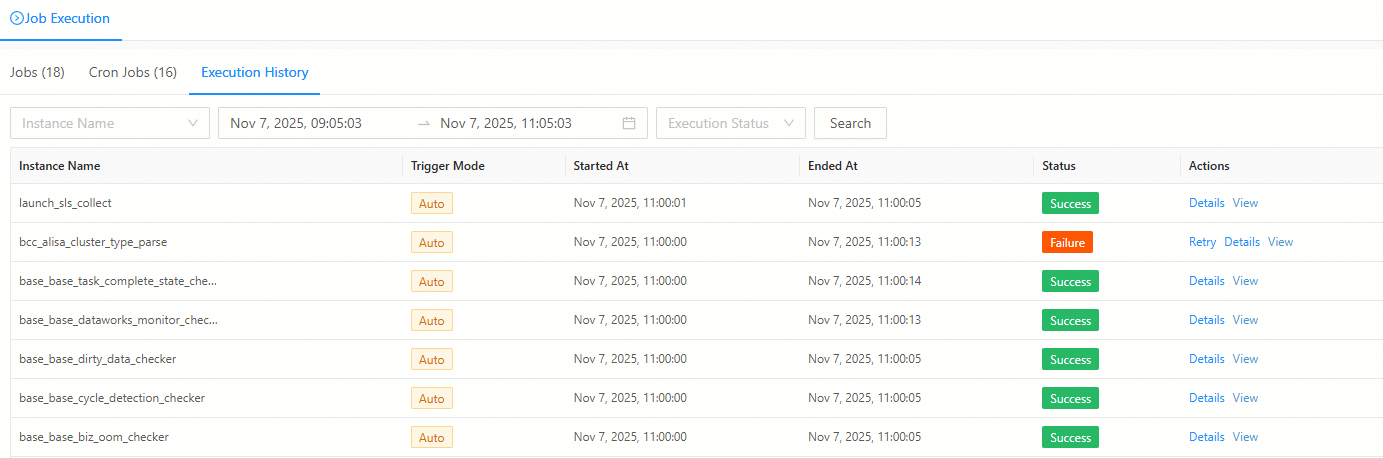 Job Execution
Jobs (18) Cron Jobs (16) Execution History
Instance Name Nov 7, 2025, 09:05:03 → Nov 7, 2025, 11:05:03 Execution Status Search
Instance Name Trigger Mode Started At Ended At Status Actions
launch_sls_collect Auto Nov 7, 2025, 11:00:01 Nov 7, 2025, 11:00:05 Success Details View
bcc_alisa_cluster_type_parse Auto Nov 7, 2025, 11:00:00 Nov 7, 2025, 11:00:13 Failure Retry Details View
base_base_task_complete_state_che... Auto Nov 7, 2025, 11:00:00 Nov 7, 2025, 11:00:14 Success Details View
base_base_dataworks_monitor_chec... Auto Nov 7, 2025, 11:00:00 Nov 7, 2025, 11:00:13 Success Details View
base_base_dirty_data_checker Auto Nov 7, 2025, 11:00:00 Nov 7, 2025, 11:00:05 Success Details View
base_base_cycle_detection_checker Auto Nov 7, 2025, 11:00:00 Nov 7, 2025, 11:00:05 Success Details View
base_base_biz_oom_checker Auto Nov 7, 2025, 11:00:00 Nov 7, 2025, 11:00:05 Success Details View